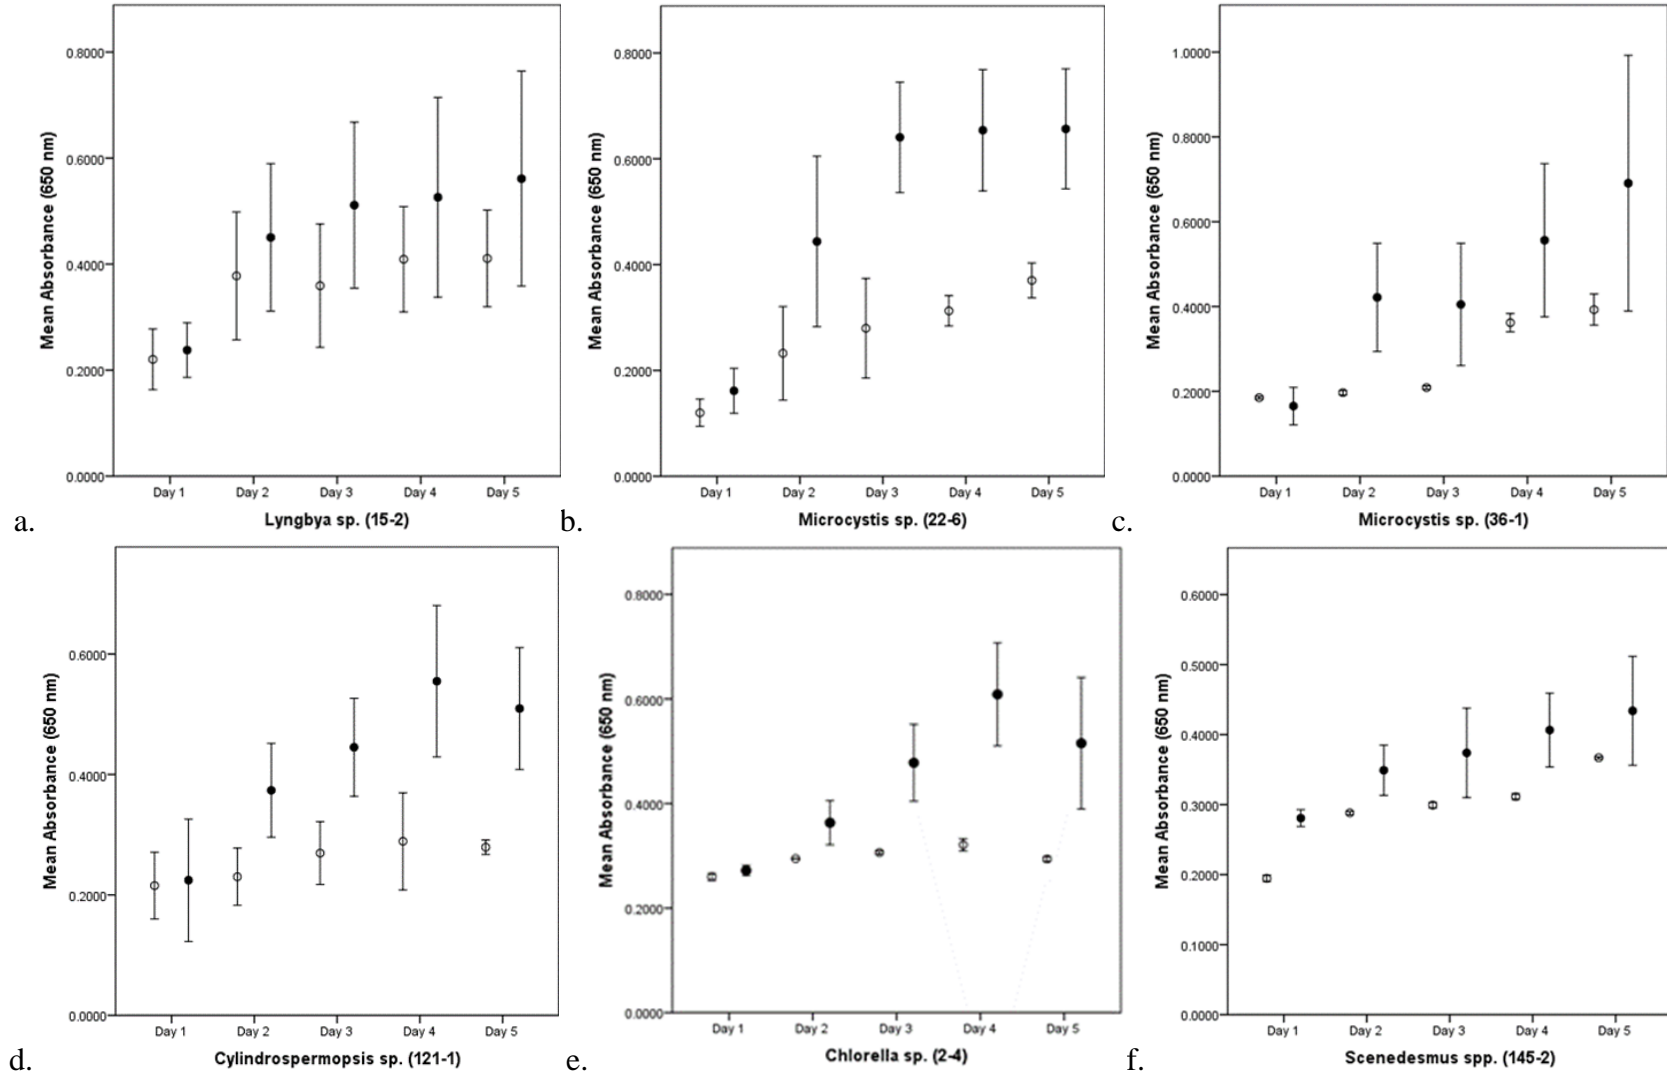 Mean Absorbance (650 nm)
0.8000
0.6000
0.4000
0.2000
0.0000
Day 1 Day 2 Day 3 Day 4 Day 5
a. Lyngbya sp. (15-2)
Mean Absorbance (650 nm)
0.8000
0.6000
0.4000
0.2000
0.0000
Day 1 Day 2 Day 3 Day 4 Day 5
b. Microcystis sp. (22-6)
Mean Absorbance (650 nm)
1.0000
0.8000
0.6000
0.4000
0.2000
0.0000
Day 1 Day 2 Day 3 Day 4 Day 5
c. Microcystis sp. (36-1)
Mean Absorbance (650 nm)
0.6000
0.4000
0.2000
0.0000
Day 1 Day 2 Day 3 Day 4 Day 5
d. Cylindrospermopsis sp. (121-1)
Mean Absorbance (650 nm)
0.8000
0.6000
0.4000
0.2000
0.0000
Day 1 Day 2 Day 3 Day 4 Day 5
e. Chlorella sp. (2-4)
Mean Absorbance (650 nm)
0.6000
0.5000
0.4000
0.3000
0.2000
0.1000
0.0000
Day 1 Day 2 Day 3 Day 4 Day 5
f. Scenedesmus spp. (145-2)